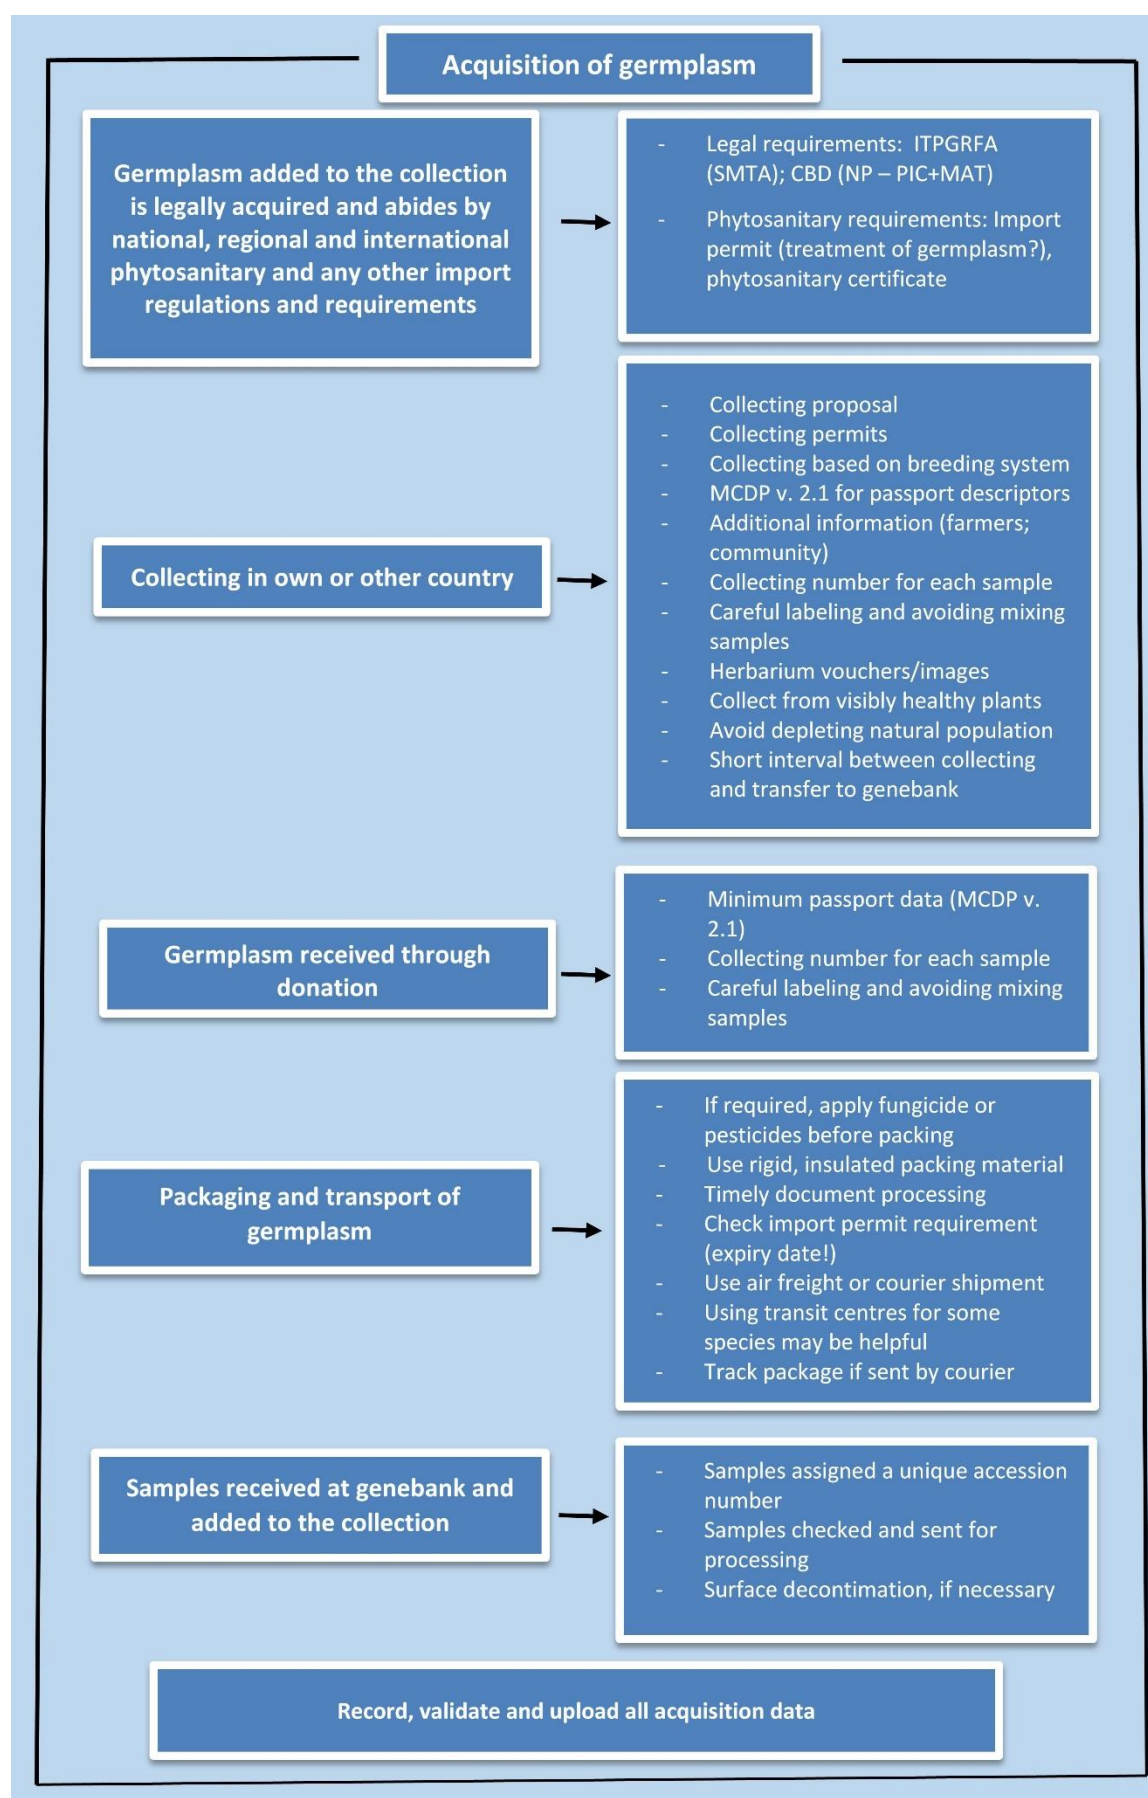 Acquisition of germplasm
Germplasm added to the collection
is legally acquired and abides by
national, regional and international
phytosanitary and any other import
regulations and requirements
- Legal requirements: ITPGRFA
(SMTA); CBD (NP – PIC+MAT)
- Phytosanitary requirements: Import
permit (treatment of germplasm?),
phytosanitary certificate
Collecting in own or other country
- Collecting proposal
- Collecting permits
- Collecting based on breeding system
- MCDP v. 2.1 for passport descriptors
- Additional information (farmers;
community)
- Collecting number for each sample
- Careful labeling and avoiding mixing
samples
- Herbarium vouchers/images
- Collect from visibly healthy plants
- Avoid depleting natural population
- Short interval between collecting
and transfer to genebank
Germplasm received through
donation
- Minimum passport data (MCDP v.
2.1)
- Collecting number for each sample
- Careful labeling and avoiding mixing
samples
Packaging and transport of
germplasm
- If required, apply fungicide or
pesticides before packing
- Use rigid, insulated packing material
- Timely document processing
- Check import permit requirement
(expiry date!)
- Use air freight or courier shipment
- Using transit centres for some
species may be helpful
- Track package if sent by courier
Samples received at genebank and
added to the collection
- Samples assigned a unique accession
number
- Samples checked and sent for
processing
- Surface decontimation, if necessary
Record, validate and upload all acquisition data